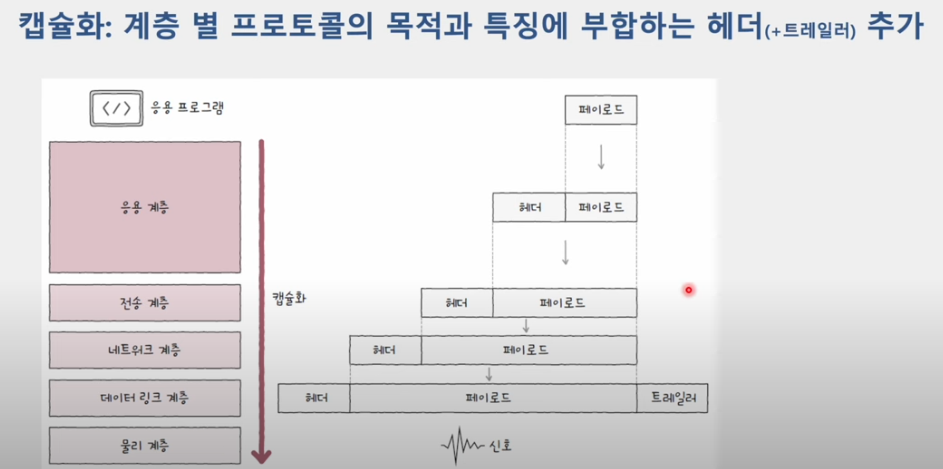 캡슐화: 계층 별 프로토콜의 목적과 특징에 부합하는 헤더(+트레일러) 추가
</> 응용 프로그램
페이로드
응용 계층
헤더 페이로드
전송 계층
캡슐화
헤더 페이로드
네트워크 계층
헤더 페이로드
데이터 링크 계층
헤더 페이로드 트레일러
물리 계층
신호